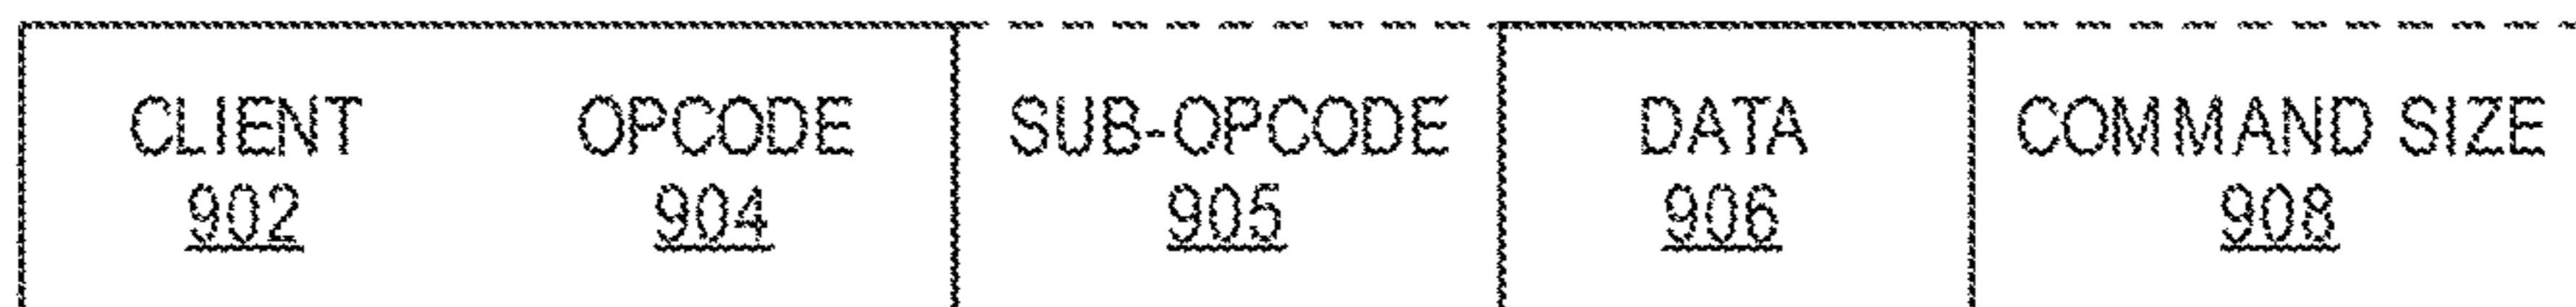 CLIENT OPCODE SUB-OPCODE DATA COMMAND SIZE
902 904 905 906 908